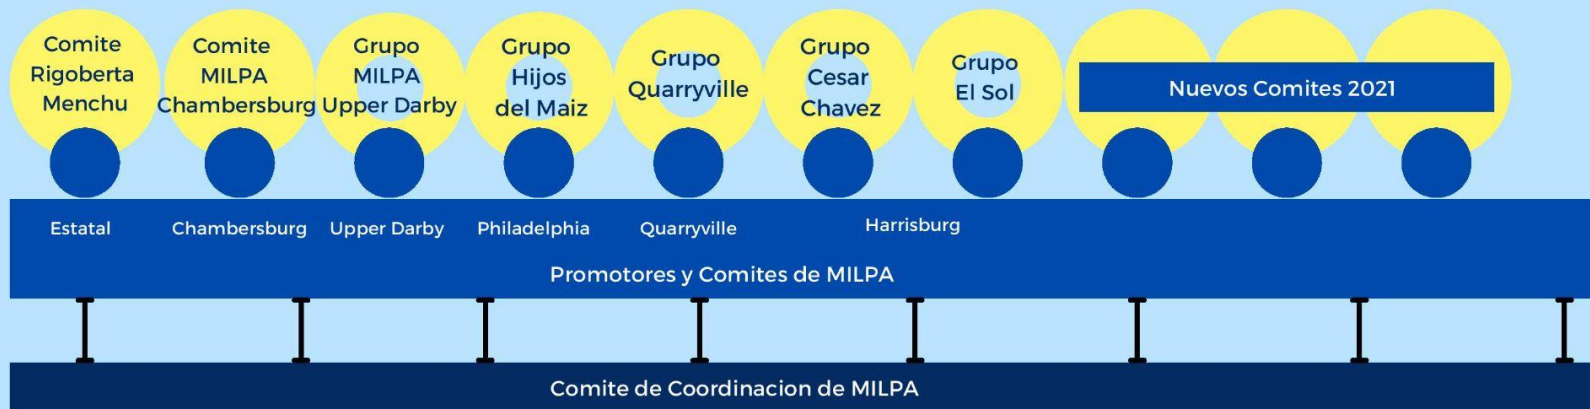 Comite
Rigoberta
Menchu
Comite
MILPA
Chambersburg
Grupo
MILPA
Upper Darby
Grupo
Hijos
del Maiz
Grupo
Quarryville
Grupo
Cesar
Chavez
Grupo
El Sol
Nuevos Comites 2021
Estatal
Chambersburg
Upper Darby
Philadelphia
Quarryville
Harrisburg
Promotores y Comites de MILPA
Comite de Coordinacion de MILPA